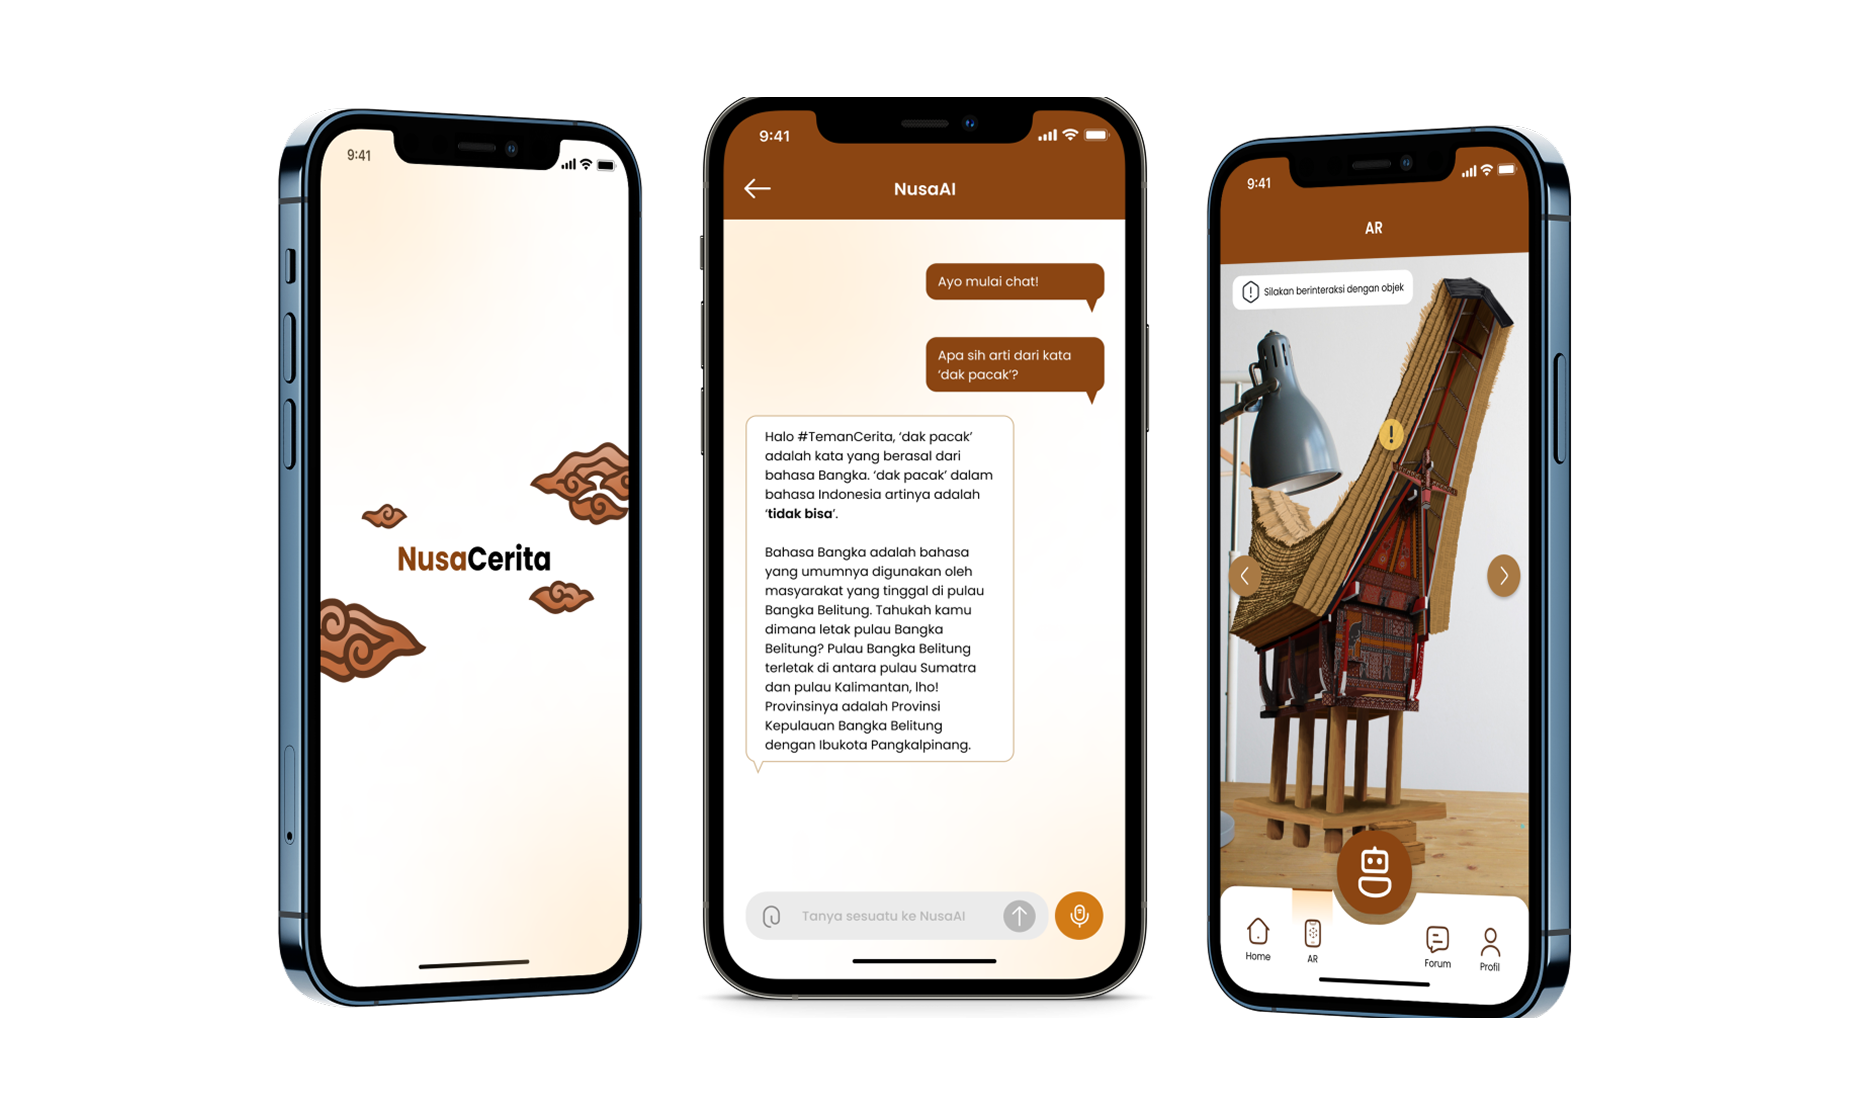 9:41
NusaCerita
9:41
NusaAI
Ayo mulai chat!
Apa sih arti dari kata
‘dak pacak’?
Halo #TemanCerita, ‘dak pacak’
adalah kata yang berasal dari
bahasa Bangka. ‘dak pacak’ dalam
bahasa Indonesia artinya adalah
‘tidak bisa’.
Bahasa Bangka adalah bahasa
yang umumnya digunakan oleh
masyarakat yang tinggal di pulau
Bangka Belitung. Tahukah kamu
dimana letak pulau Bangka
Belitung? Pulau Bangka Belitung
terletak di antara pulau Sumatra
dan pulau Kalimantan, lho!
Provinsinya adalah Provinsi
Kepulauan Bangka Belitung
dengan Ibukota Pangkalpinang.
Tanya sesuatu ke NusaAI
9:41
AR
Silakan berinteraksi dengan objek
!
Home
AR
Forum
Profil